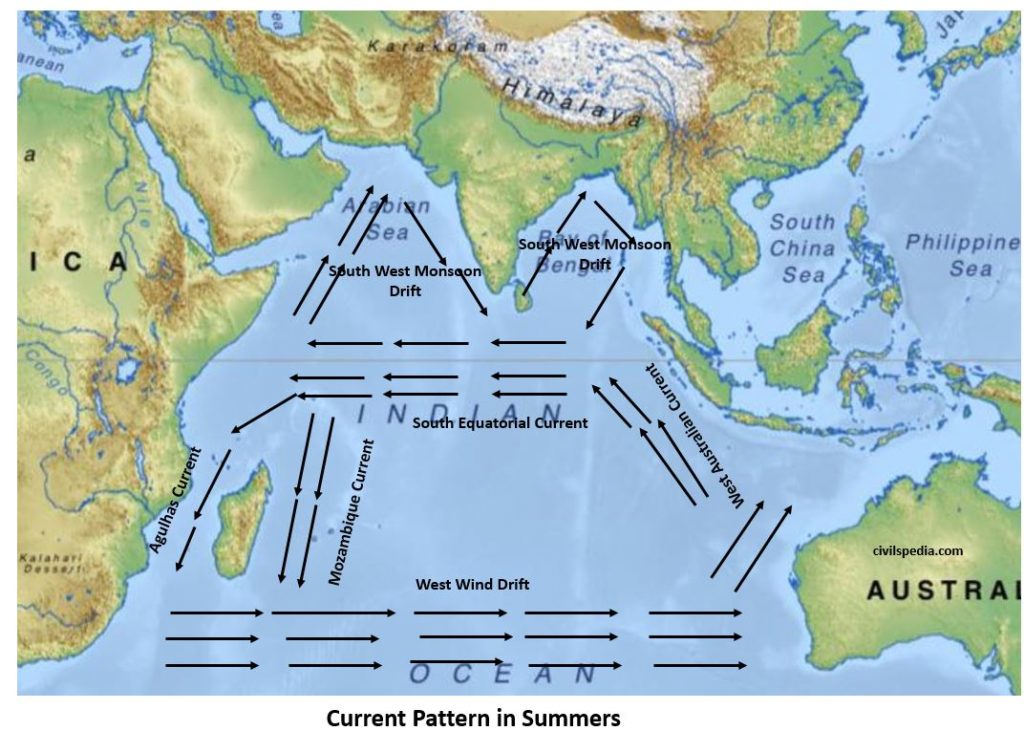 Jap
ea
anean
Karakoram
Himalaya
Yangtze
a
Nile
Arabian
Sea
South West Monsoon
Drift
Bay of
Bengal
South West Monsoon
Drift
South
China
Sea
Philippine
Sea
I C A
Congo
INDIAN
South Equatorial Current
West Australian Current
Agulhas Current
Mozambique Current
Kalahari
Desert
civilspedia.com
AUSTRAL
West Wind Drift
OCEAN
Current Pattern in Summers